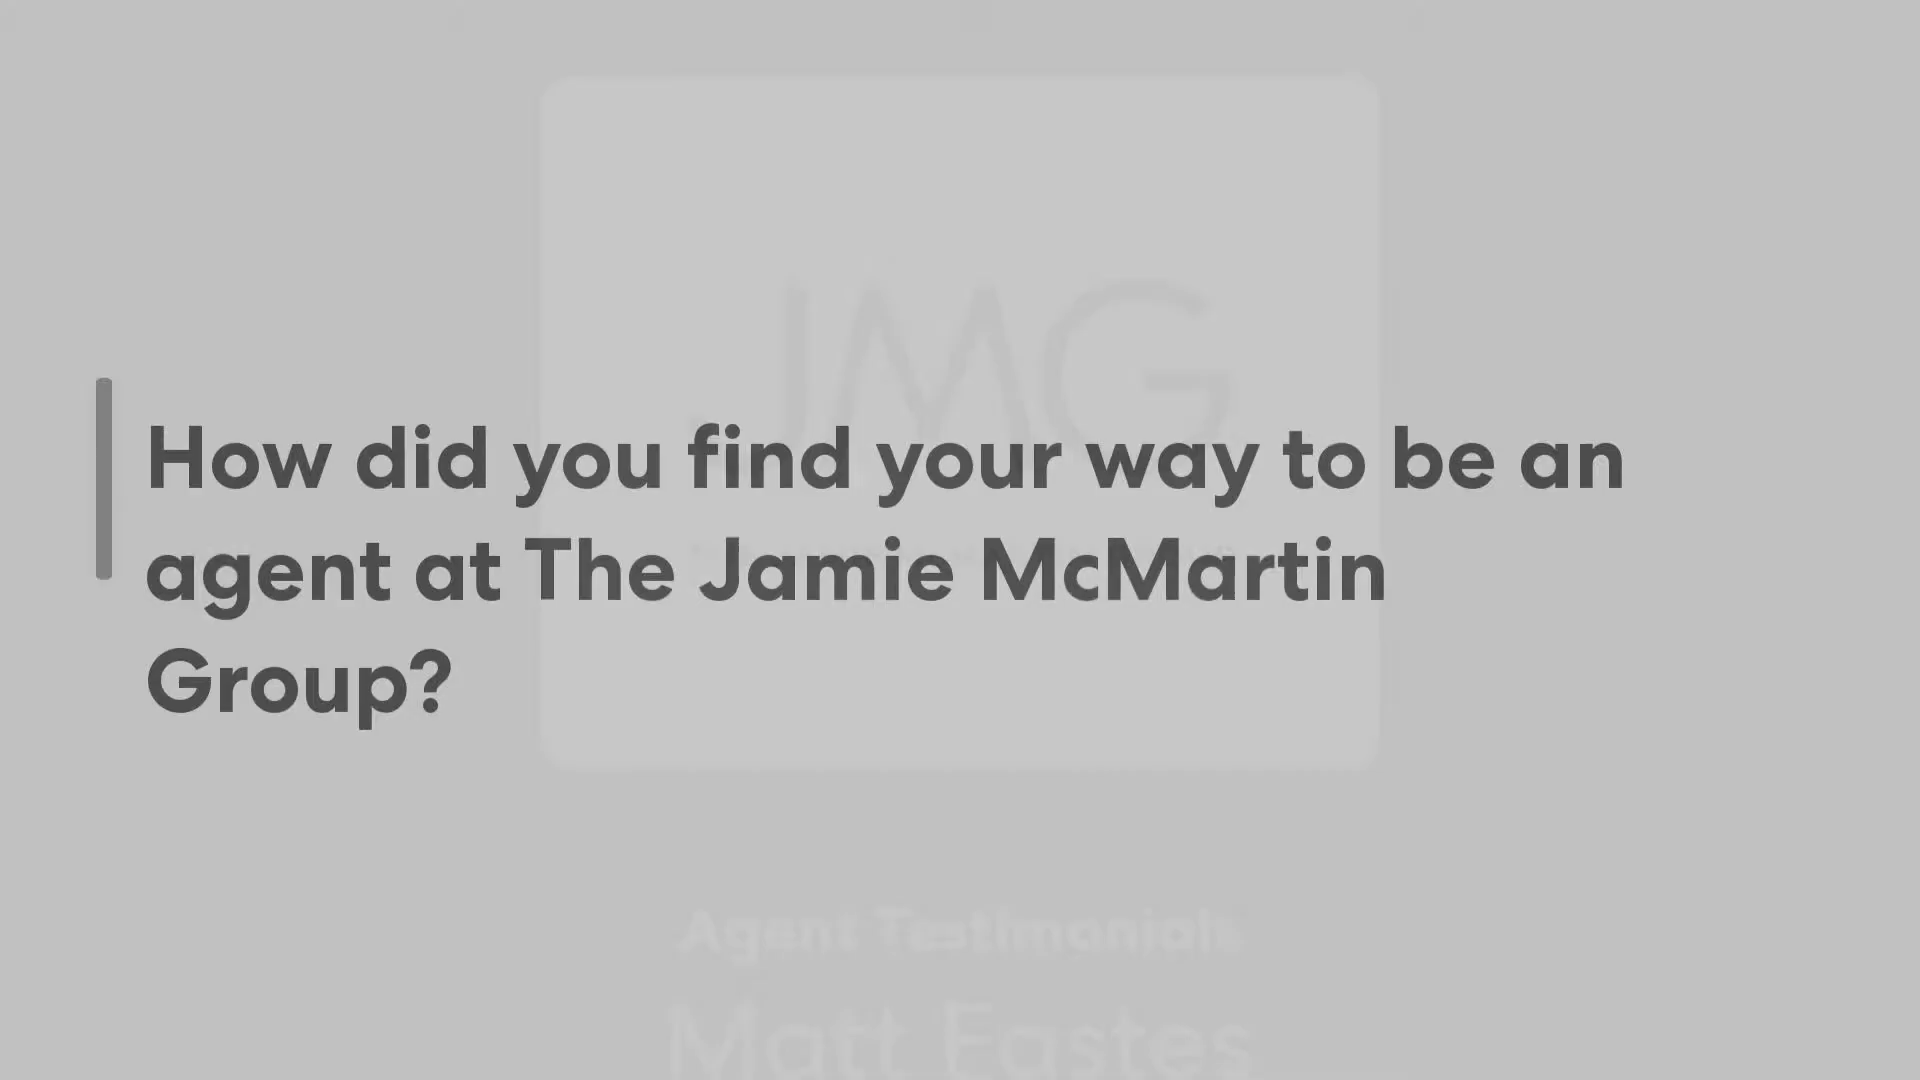 JMG
How did you find your way to be an
agent at The Jamie McMartin
Group?
Agent Testimonials
Matt Eastes